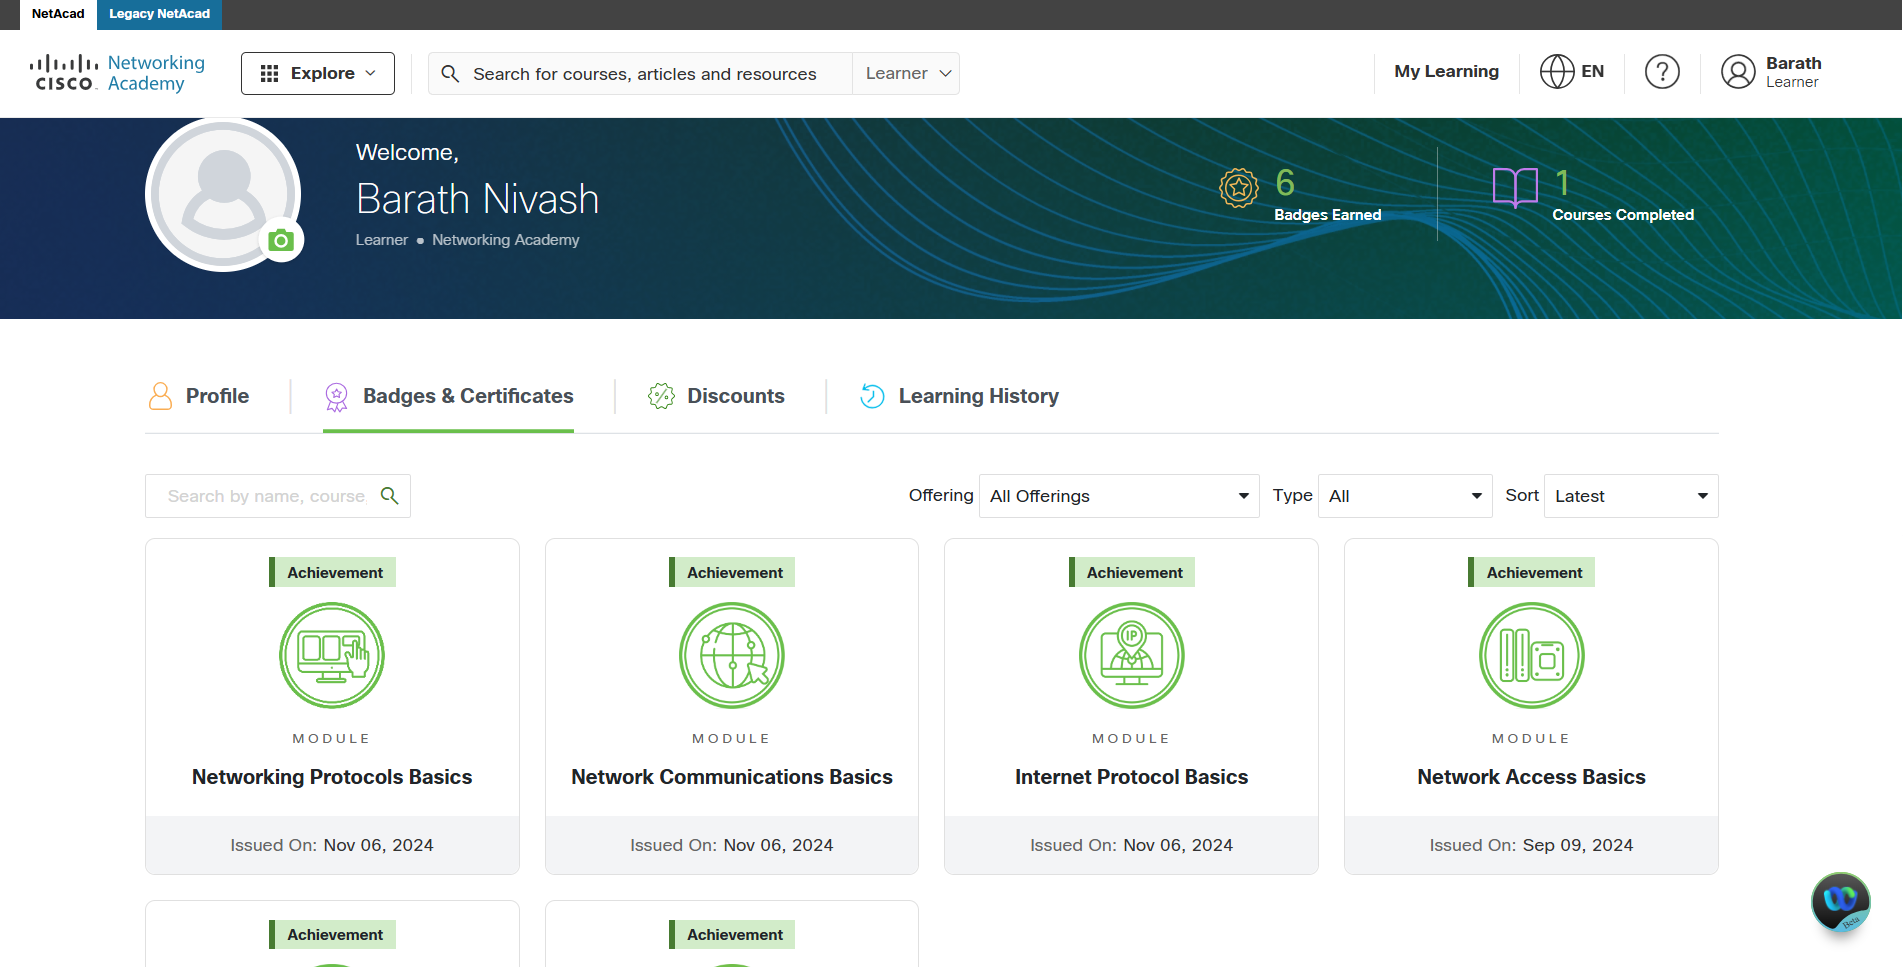 NetAcad
Legacy NetAcad
CISCO Networking Academy
Explore
Search for courses, articles and resources
Learner
My Learning
EN
?
Barath
Learner
Welcome,
Barath Nivash
Learner • Networking Academy
6
Badges Earned
1
Courses Completed
Profile
Badges & Certificates
Discounts
Learning History
Search by name, course
Offering All Offerings
Type All
Sort Latest
Achievement
MODULE
Networking Protocols Basics
Issued On: Nov 06, 2024
Achievement
MODULE
Network Communications Basics
Issued On: Nov 06, 2024
Achievement
IP
MODULE
Internet Protocol Basics
Issued On: Nov 06, 2024
Achievement
MODULE
Network Access Basics
Issued On: Sep 09, 2024
Achievement
Achievement
Beta